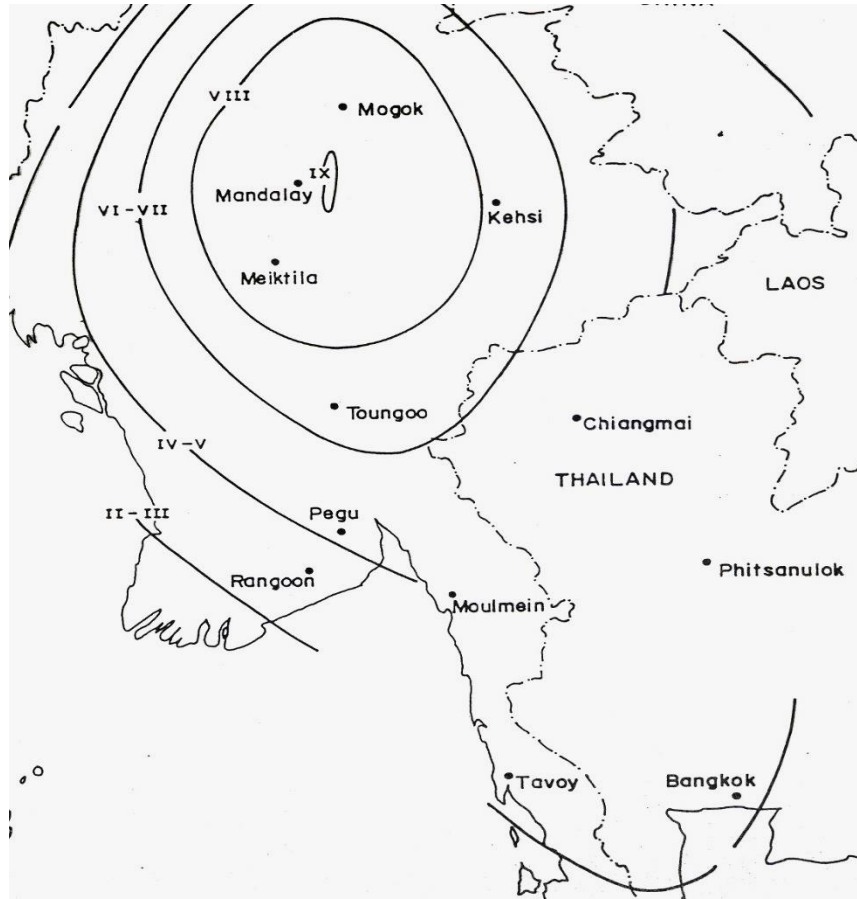 VIII
Mogok
IX
Mandalay
VI-VII
Kehsi
Meiktila
LAOS
Toungoo
Chiangmai
IV-V
THAILAND
II-III
Pegu
Rangoon
Phitsanulok
Moulmein
Tavoy
Bangkok